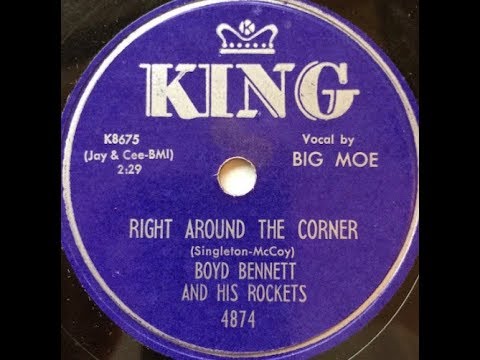 KING
K8675
(Jay & Cee-BMI)
2:29
Vocal by
BIG MOE
RIGHT AROUND THE CORNER
(Singleton-McCoy)
BOYD BENNETT
AND HIS ROCKETS
4874